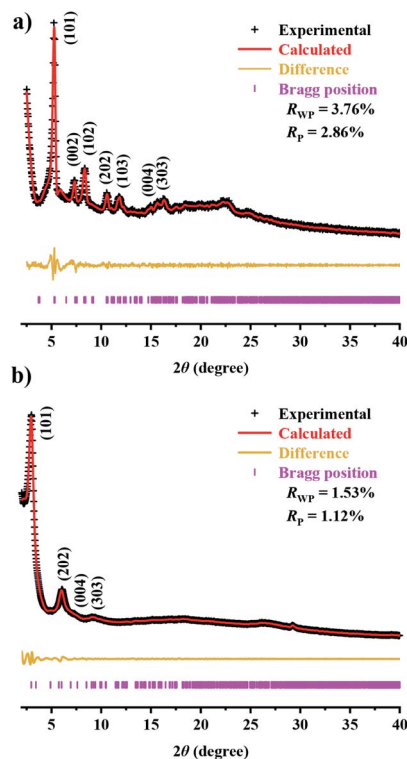 a)
(101)
(002)
(102)
(202)
(103)
(004)
(303)
Experimental
Calculated
Difference
Bragg position
RWP = 3.76%
RP = 2.86%
5 10 15 20 25 30 35 40
2θ (degree)
b)
(101)
(202)
(004)
(303)
Experimental
Calculated
Difference
Bragg position
RWP = 1.53%
RP = 1.12%
5 10 15 20 25 30 35 40
2θ (degree)